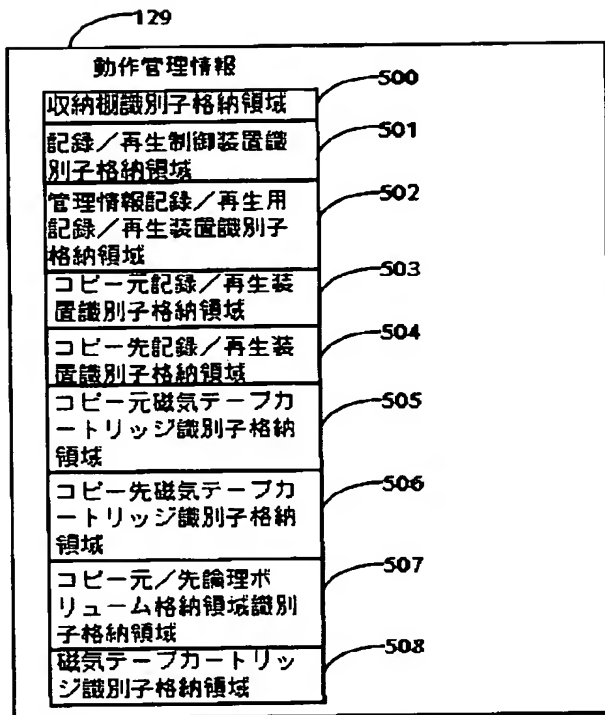 129
動作管理情報
500
収納棚識別子格納領域
501
記録／再生制御装置識
別子格納領域
502
管理情報記録／再生用
記録／再生装置識別子
格納領域
503
コピー元記録／再生装
置識別子格納領域
504
コピー先記録／再生装
置識別子格納領域
505
コピー元磁気テープカ
ートリッジ識別子格納
領域
506
コピー先磁気テープカ
ートリッジ識別子格納
領域
507
コピー元／先論理ボ
リューム格納領域識別
子格納領域
508
磁気テープカートリッ
ジ識別子格納領域